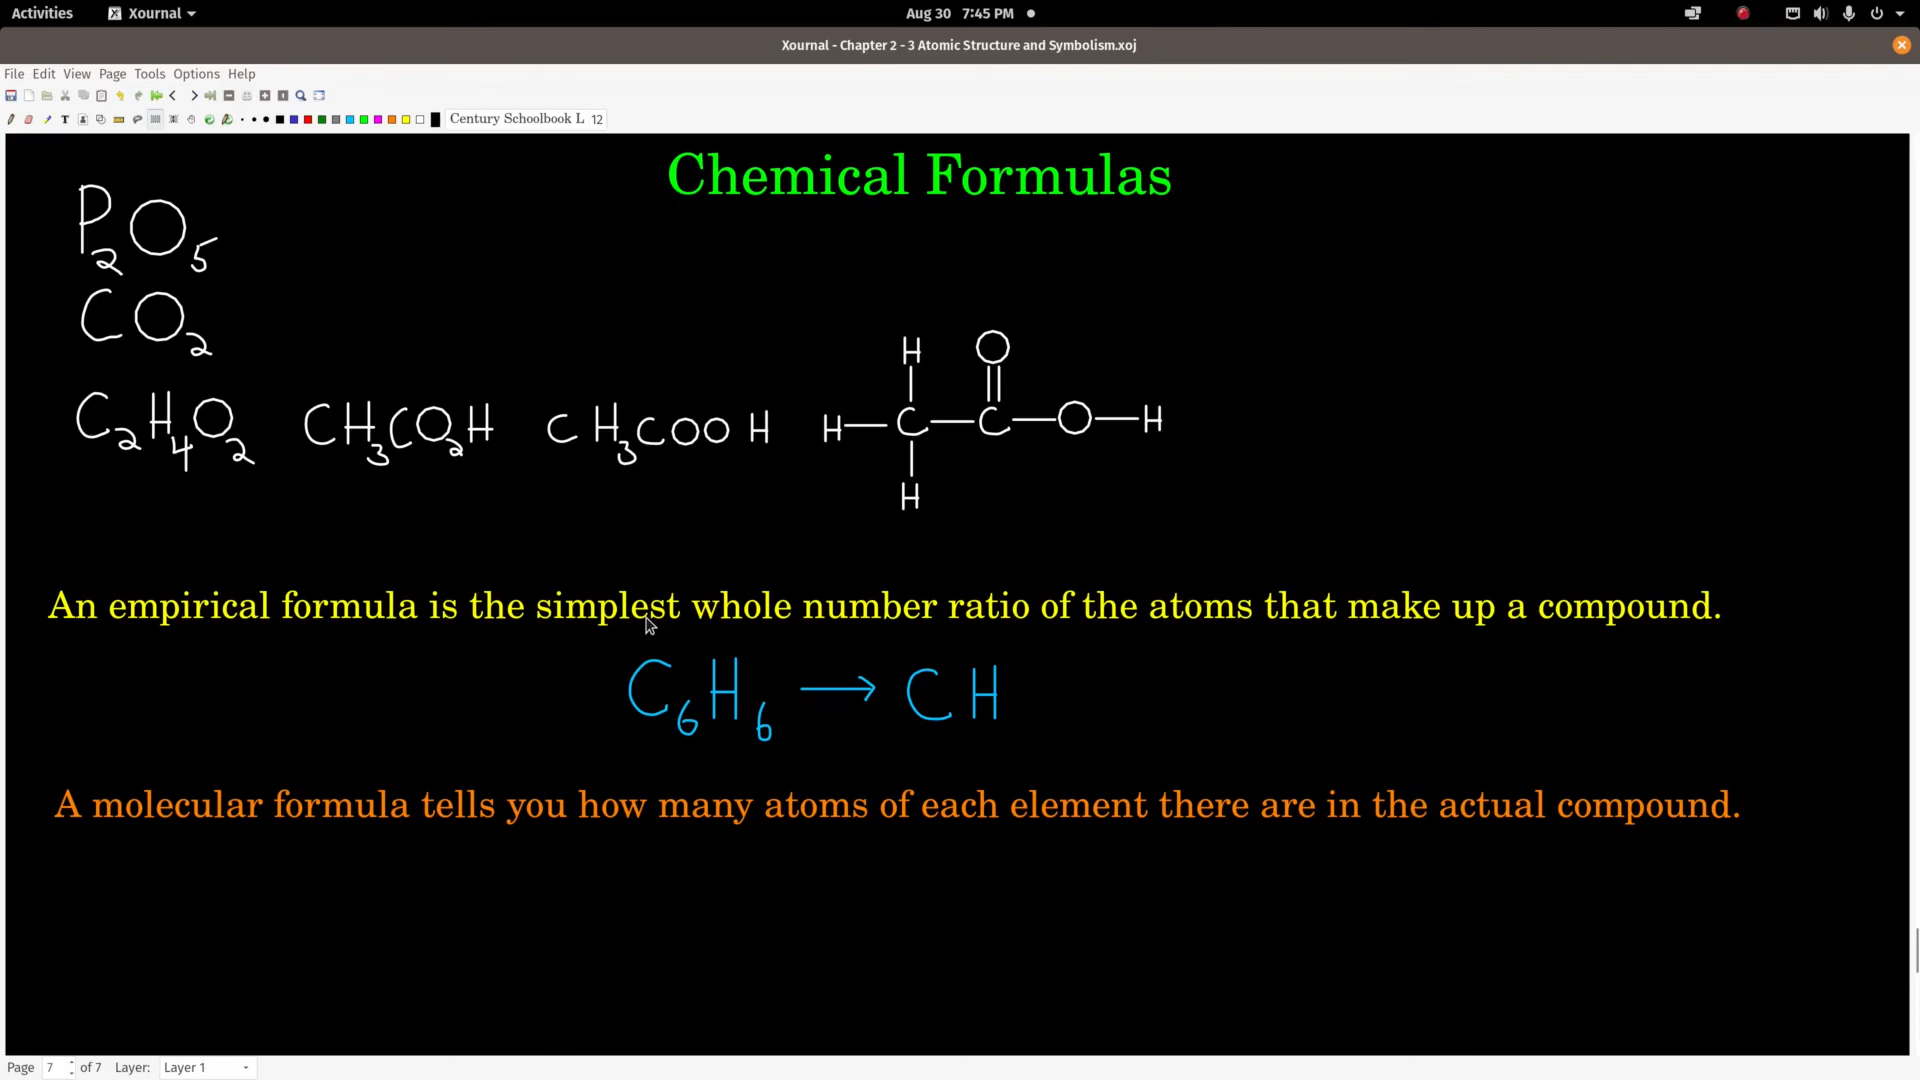 Activities Xournal Aug 30 7:45 PM
Xournal - Chapter 2 - 3 Atomic Structure and Symbolism.xoj
File Edit View Page Tools Options Help
Century Schoolbook L 12
Chemical Formulas
P₂O₅
CO₂
C₂H₄O₂ CH₃CO₂H CH₃COOH
H O
H—C—C—O—H
H
An empirical formula is the simplest whole number ratio of the atoms that make up a compound.
C₆H₆ → CH
A molecular formula tells you how many atoms of each element there are in the actual compound.
Page 7 of 7 Layer: Layer 1